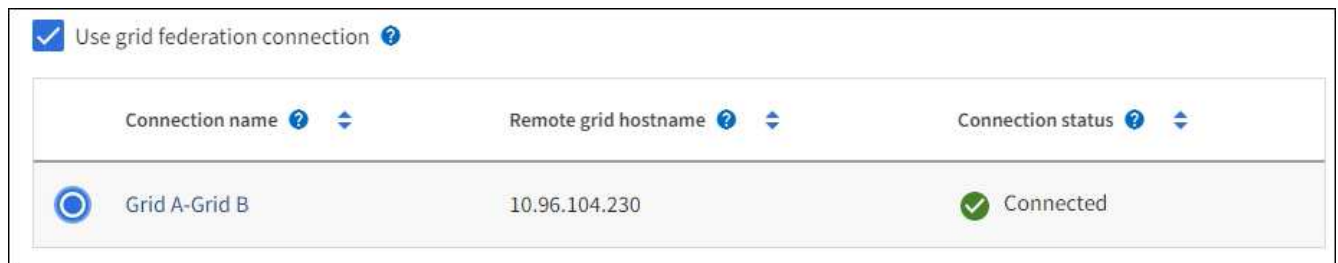 Use grid federation connection
Connection name Remote grid hostname Connection status
Grid A-Grid B 10.96.104.230 Connected